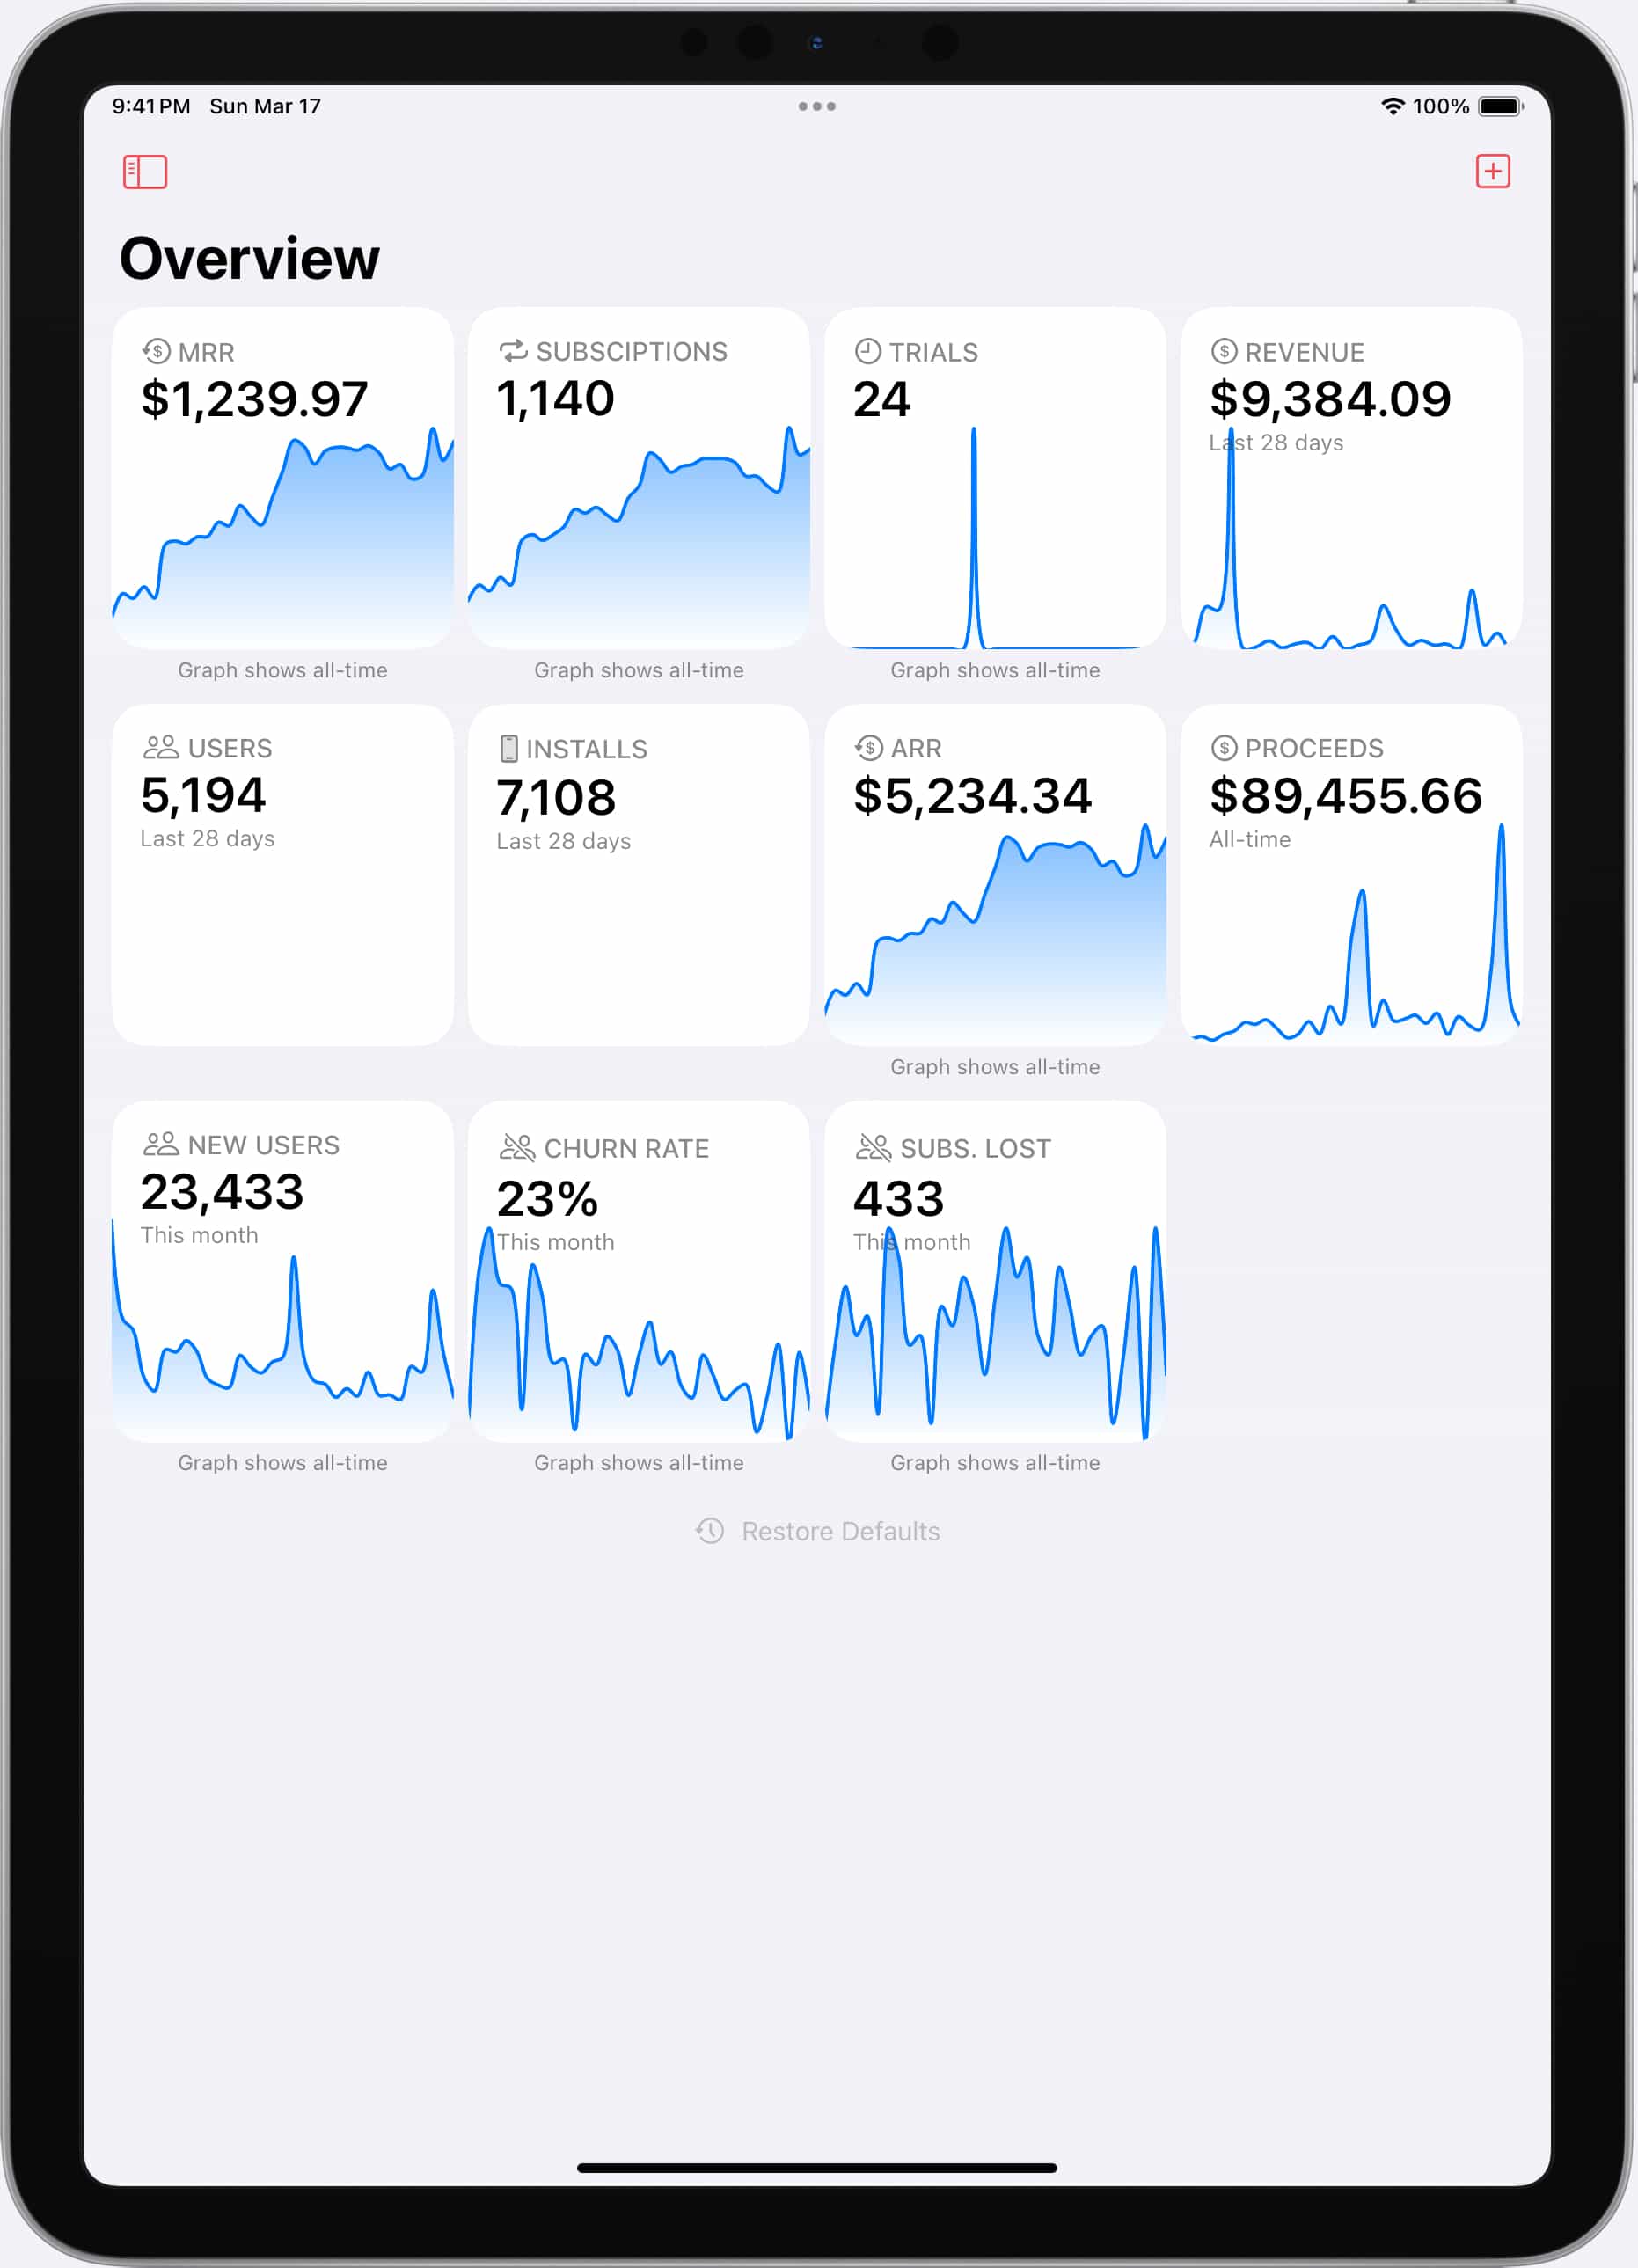 9:41 PM Sun Mar 17
100%
Overview
MRR
$1,239.97
Graph shows all-time
SUBSCIPTIONS
1,140
Graph shows all-time
TRIALS
24
Graph shows all-time
REVENUE
$9,384.09
Last 28 days
USERS
5,194
Last 28 days
INSTALLS
7,108
Last 28 days
ARR
$5,234.34
Graph shows all-time
PROCEEDS
$89,455.66
All-time
NEW USERS
23,433
This month
Graph shows all-time
CHURN RATE
23%
This month
Graph shows all-time
SUBS. LOST
433
This month
Graph shows all-time
Restore Defaults